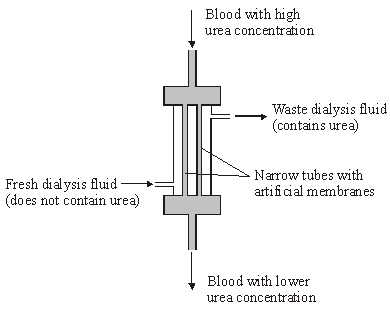 Blood with high
urea concentration
Waste dialysis fluid
(contains urea)
Narrow tubes with
artificial membranes
Fresh dialysis fluid
(does not contain urea)
Blood with lower
urea concentration